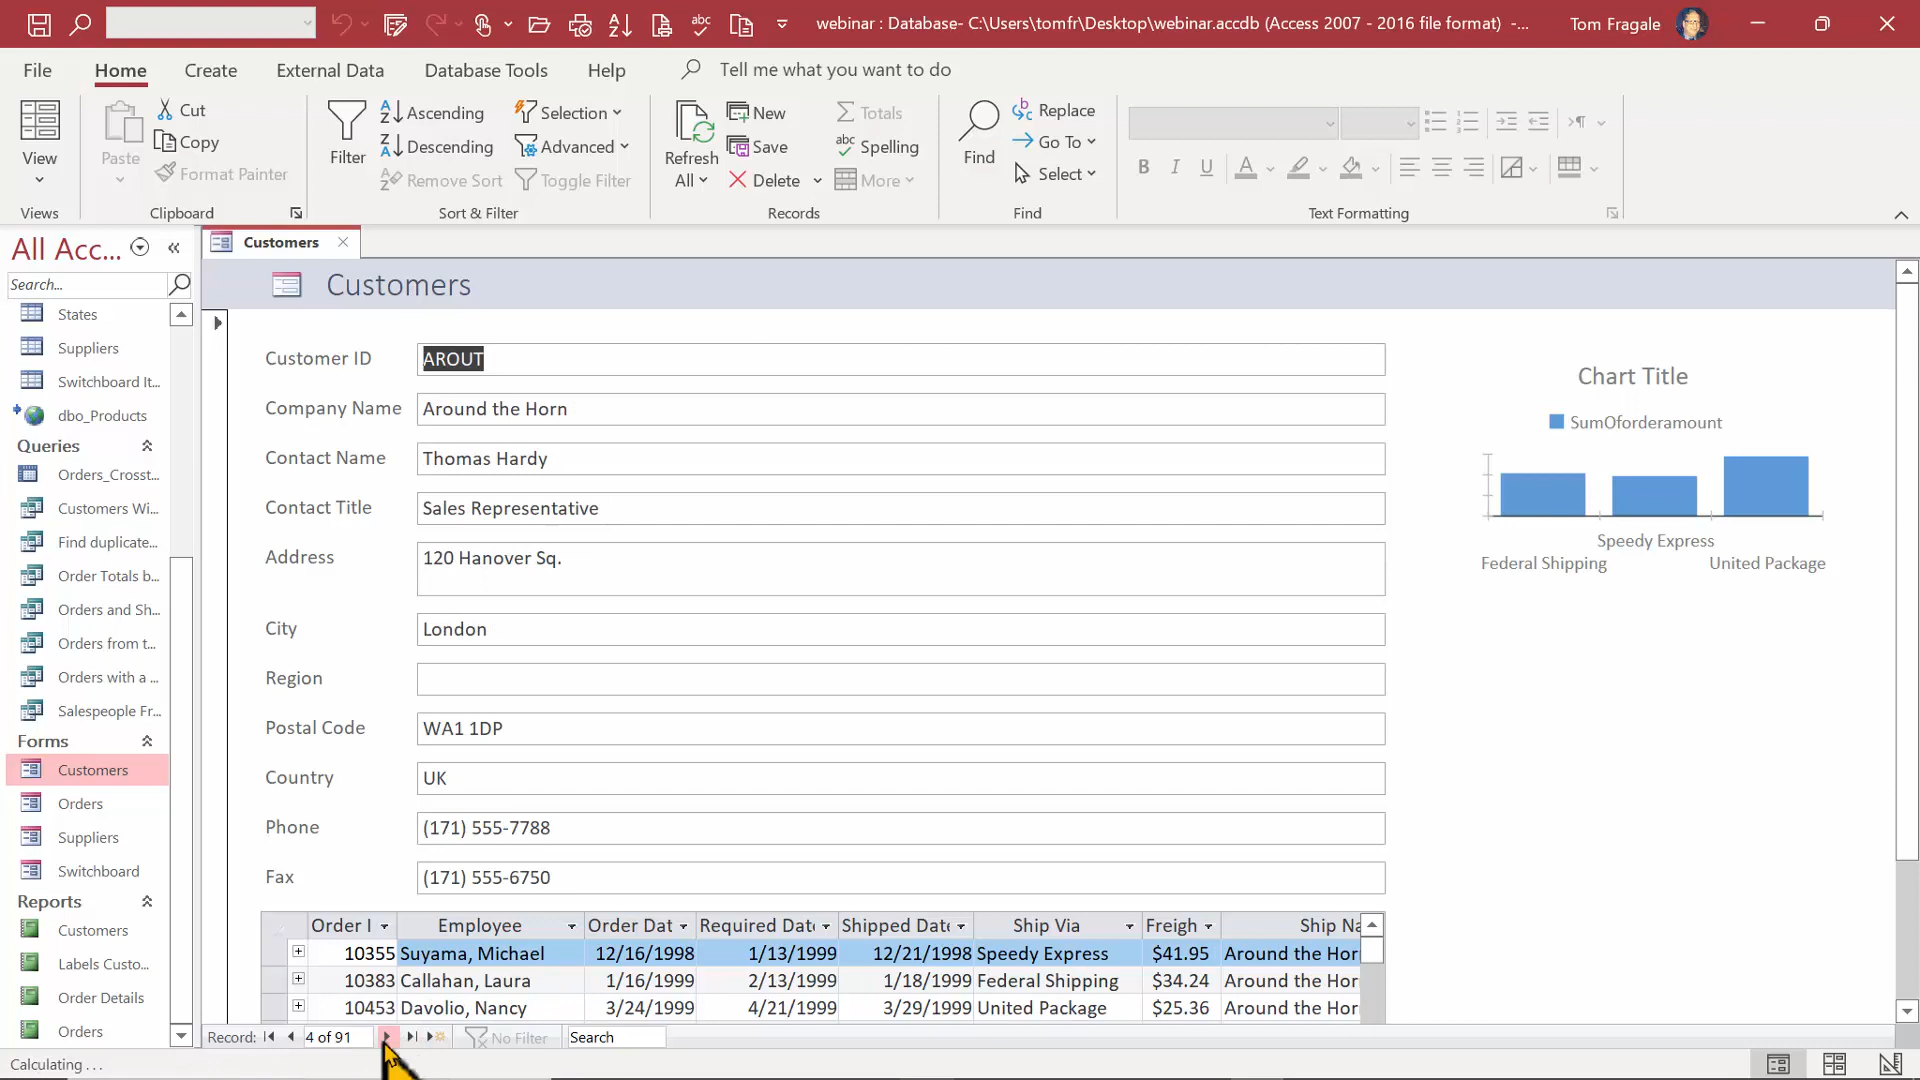 webinar : Database- C:\Users\tomfr\Desktop\webinar.accdb (Access 2007 - 2016 file format) -...
Tom Fragale
File
Home
Create
External Data
Database Tools
Help
Tell me what you want to do
View
Paste
Cut
Copy
Format Painter
Filter
Ascending
Descending
Remove Sort
Selection
Advanced
Toggle Filter
Refresh
All
New
Save
Delete
Totals
Spelling
More
Find
Replace
Go To
Select
B I U
Views
Clipboard
Sort & Filter
Records
Find
Text Formatting
All Acc...
Search...
States
Suppliers
Switchboard It...
dbo_Products
Queries
Orders_Crosst...
Customers Wi...
Find duplicate...
Order Totals b...
Orders and Sh...
Orders from t...
Orders with a ...
Salespeople Fr...
Forms
Customers
Orders
Suppliers
Switchboard
Reports
Customers
Labels Custo...
Order Details
Orders
Customers
Customers
Customer ID AROUT
Company Name Around the Horn
Contact Name Thomas Hardy
Contact Title Sales Representative
Address 120 Hanover Sq.
City London
Region
Postal Code WA1 1DP
Country UK
Phone (171) 555-7788
Fax (171) 555-6750
Chart Title
SumOforderamount
Speedy Express
Federal Shipping United Package
Order I Employee Order Dat Required Dat Shipped Date Ship Via Freigh Ship Na
10355 Suyama, Michael 12/16/1998 1/13/1999 12/21/1998 Speedy Express $41.95 Around the Hor
10383 Callahan, Laura 1/16/1999 2/13/1999 1/18/1999 Federal Shipping $34.24 Around the Hor
10453 Davolio, Nancy 3/24/1999 4/21/1999 3/29/1999 United Package $25.36 Around the Hor
Record: 4 of 91 No Filter Search
Calculating . . .